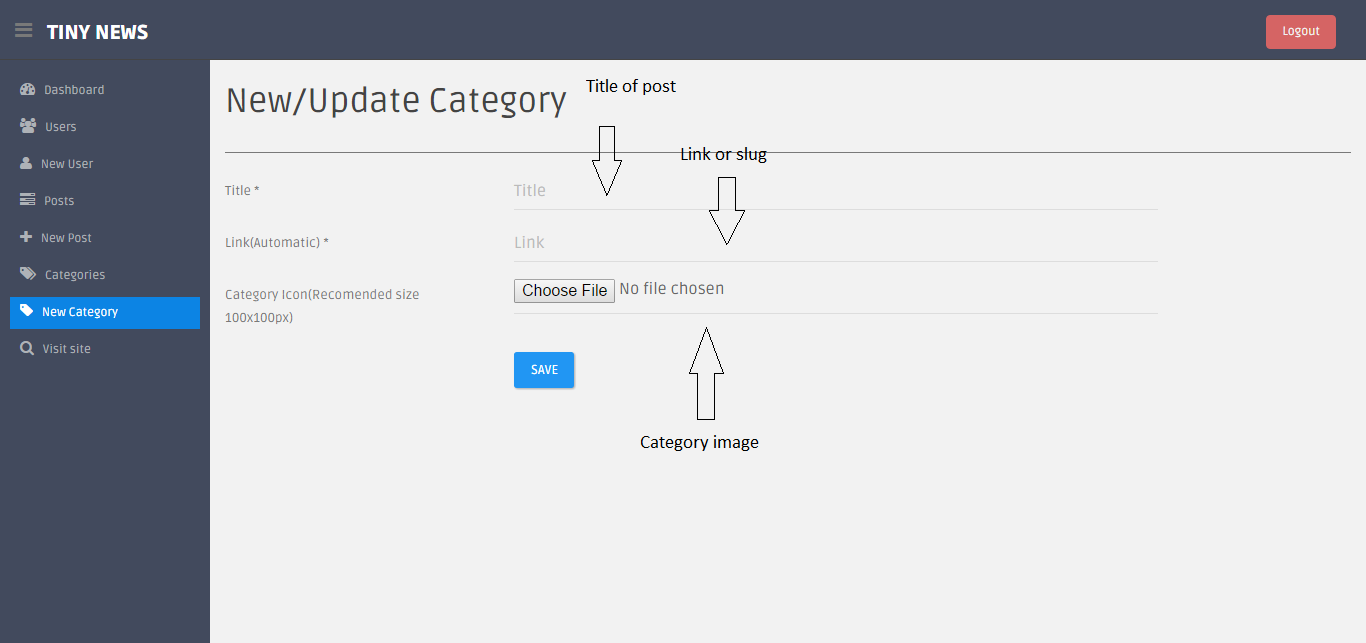 TINY NEWS
Logout
Dashboard
Users
New User
Posts
New Post
Categories
New Category
Visit site
New/Update Category
Title of post
Link or slug
Title *
Title
Link(Automatic) *
Link
Category Icon(Recomended size
100x100px)
Choose File No file chosen
SAVE
Category image